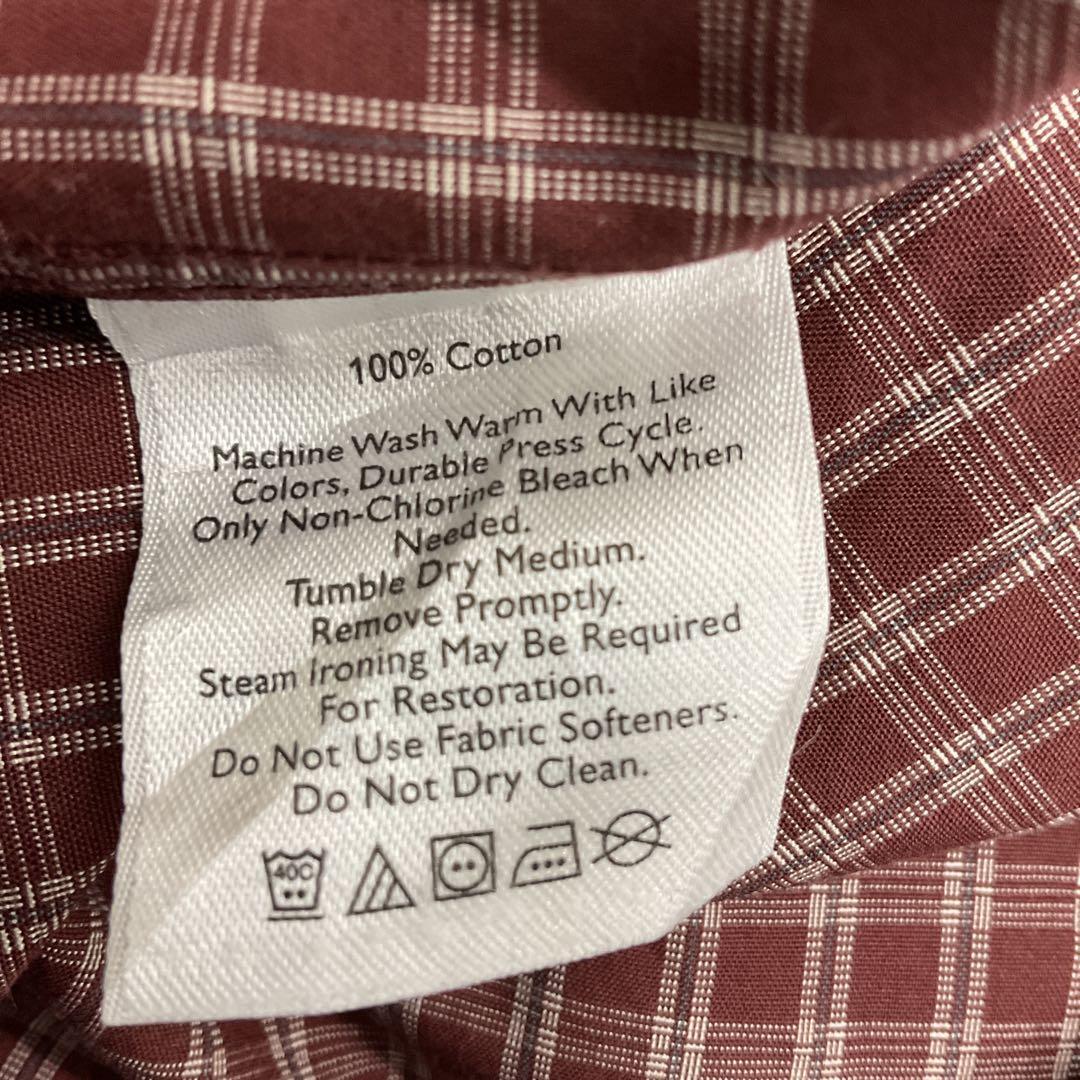 100% Cotton
Machine Wash Warm With Like
Colors, Durable Press Cycle.
Only Non-Chlorine Bleach When
Needed.
Tumble Dry Medium.
Remove Promptly.
Steam Ironing May Be Required
For Restoration.
Do Not Use Fabric Softeners.
Do Not Dry Clean.
40C